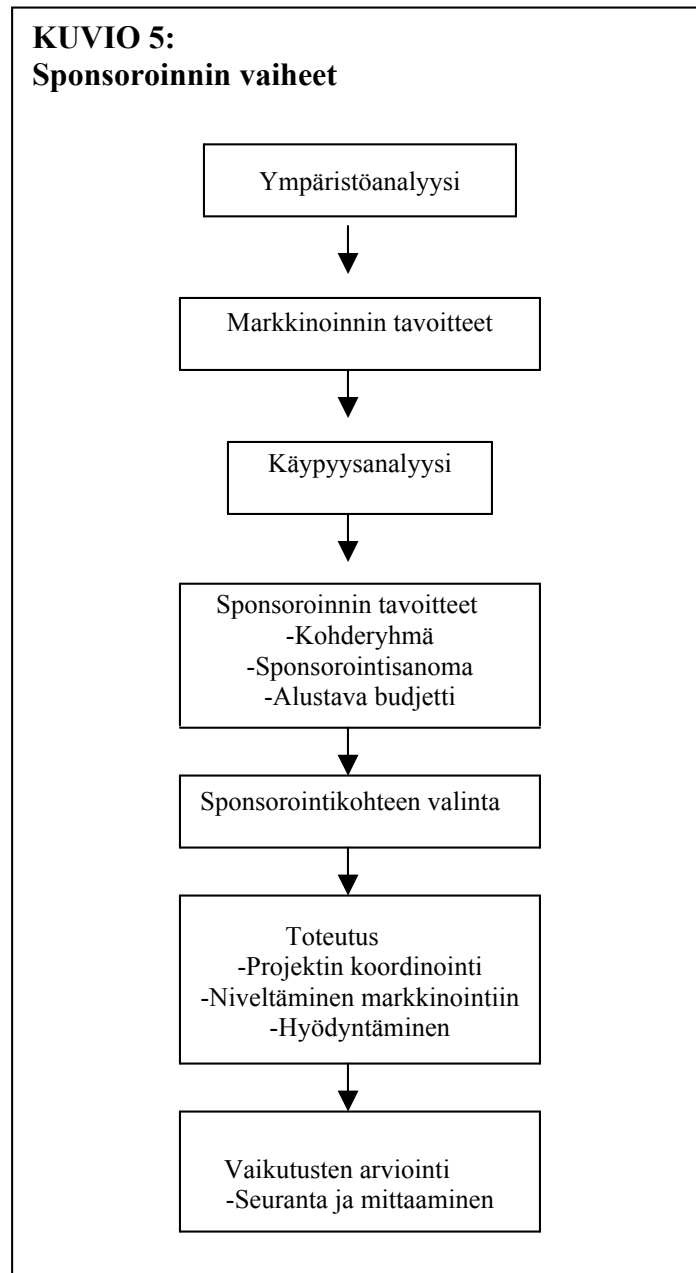 KUVIO 5:
Sponsoroinnin vaiheet
Ympäristöanalyysi
Markkinoinnin tavoitteet
Käypyysanalyysi
Sponsoroinnin tavoitteet
-Kohderyhmä
-Sponsorointisanoma
-Alustava budjetti
Sponsorointikohteen valinta
Toteutus
-Projektin koordinointi
-Niveltäminen markkinointiin
-Hyödyntäminen
Vaikutusten arviointi
-Seuranta ja mittaaminen